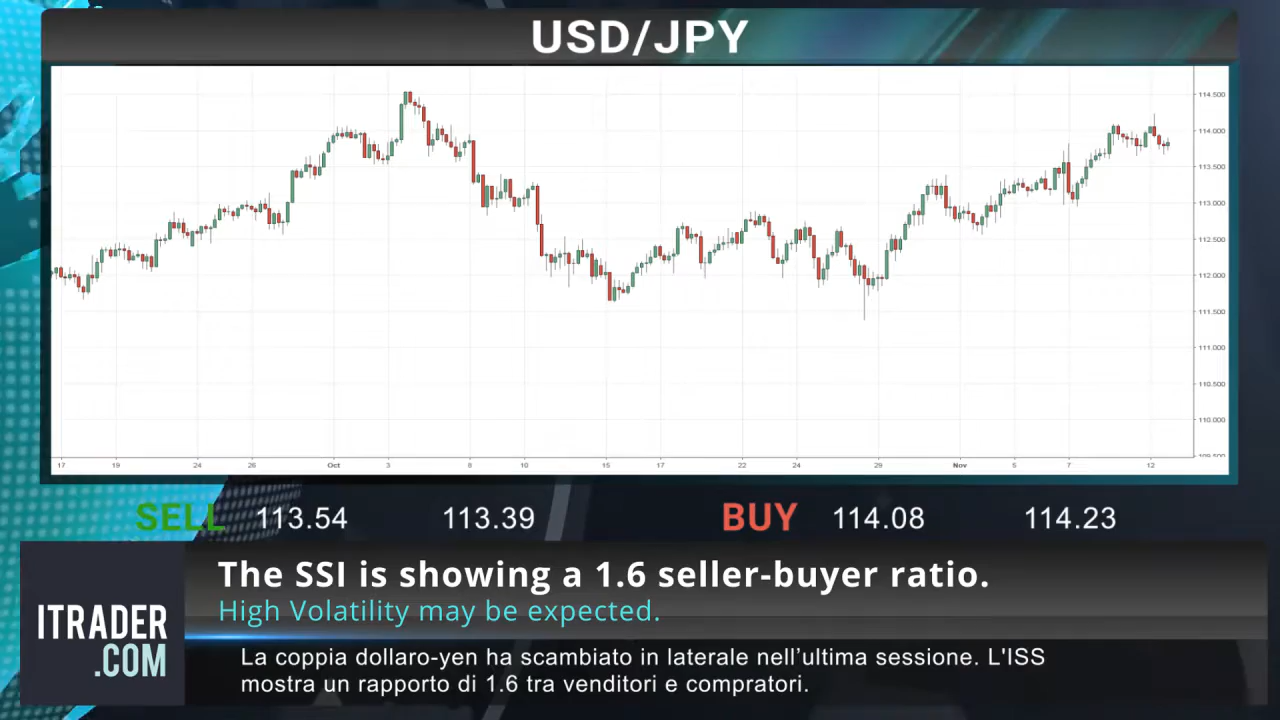 USD/JPY
114.500
114.000
113.500
113.000
112.500
112.000
111.500
111.000
110.500
110.000
109.500
17 19 24 26 Oct 3 8 10 15 17 22 24 29 Nov 5 7 12
SELL 113.54 113.39 BUY 114.08 114.23
The SSI is showing a 1.6 seller-buyer ratio.
High Volatility may be expected.
ITRADER
.COM
La coppia dollaro-yen ha scambiato in laterale nell’ultima sessione. L'ISS
mostra un rapporto di 1.6 tra venditori e compratori.